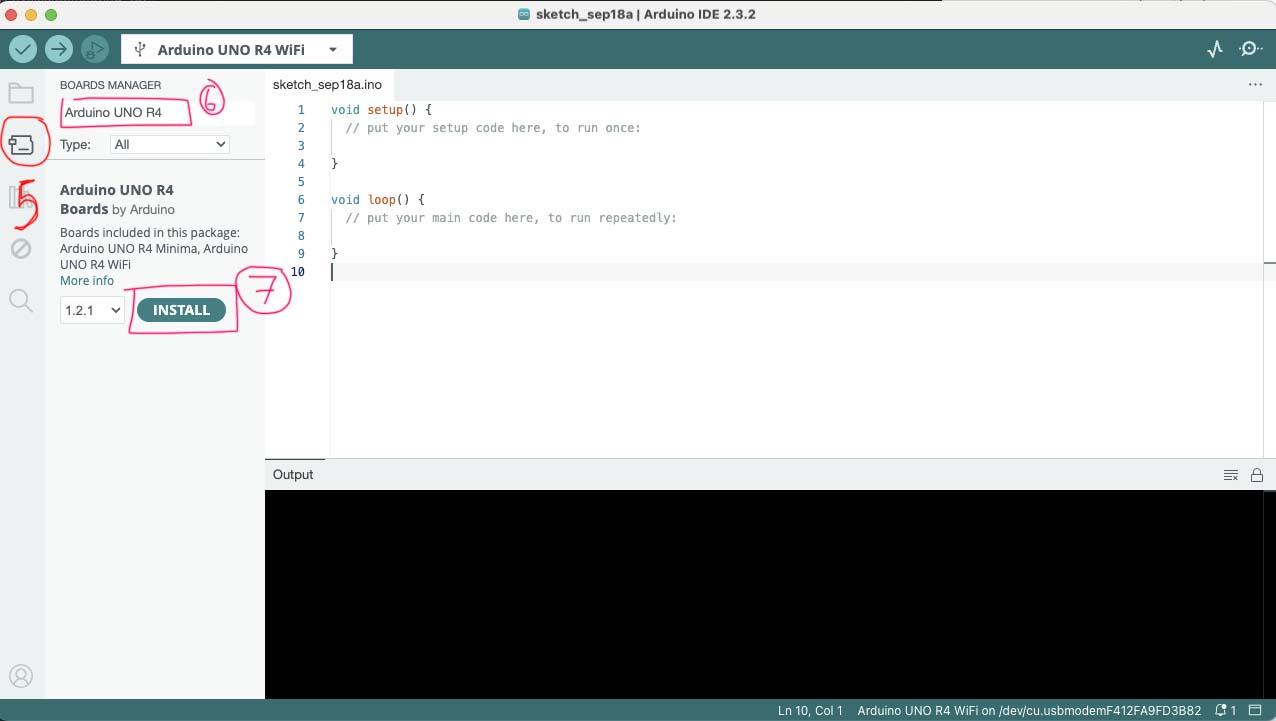 sketch_sep18a | Arduino IDE 2.3.2
Arduino UNO R4 WiFi
BOARDS MANAGER
6
Arduino UNO R4
Type: All
5
Arduino UNO R4
Boards by Arduino
Boards included in this package:
Arduino UNO R4 Minima, Arduino
UNO R4 WiFi
More info
1.2.1 INSTALL
7
sketch_sep18a.ino
1 void setup() {
2 // put your setup code here, to run once:
3
4 }
5
6 void loop() {
7 // put your main code here, to run repeatedly:
8
9 }
10
Output
Ln 10, Col 1 Arduino UNO R4 WiFi on /dev/cu.usbmodemF412FA9FD3B82 1